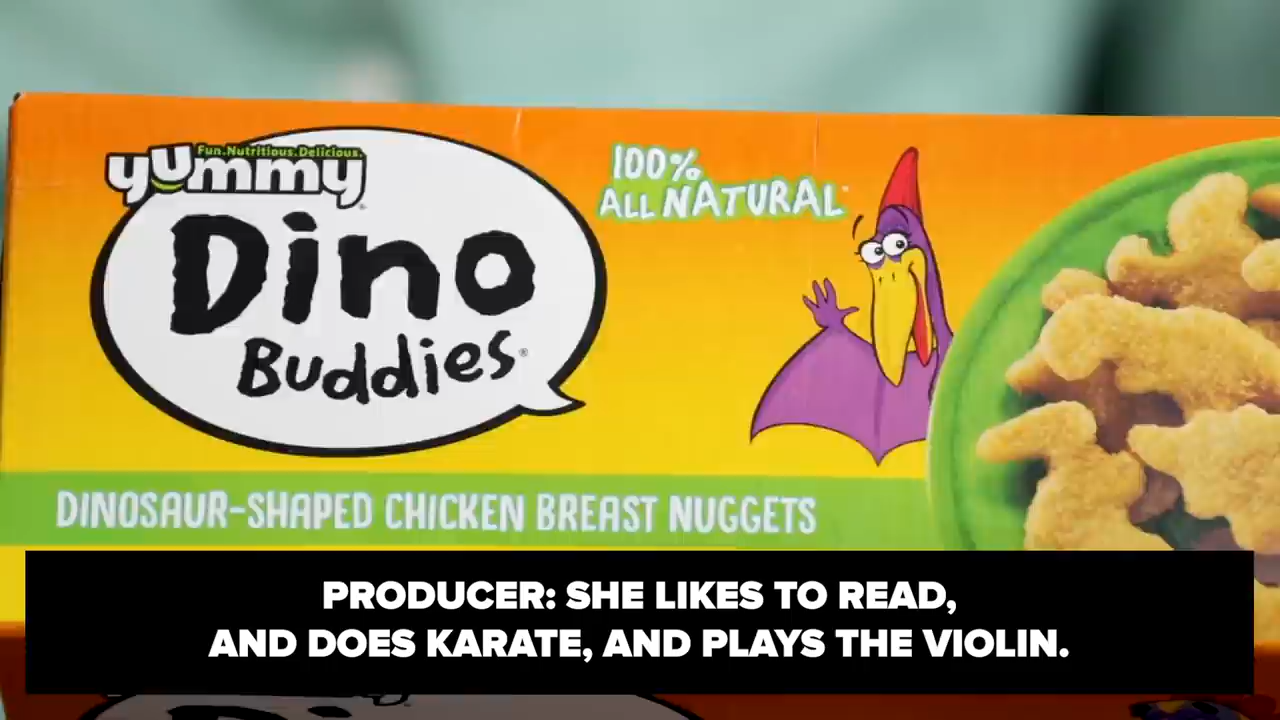 Fun.Nutritious.Delicious.
yummy
Dino
Buddies®
100%
ALL NATURAL*
DINOSAUR-SHAPED CHICKEN BREAST NUGGETS
PRODUCER: SHE LIKES TO READ,
AND DOES KARATE, AND PLAYS THE VIOLIN.